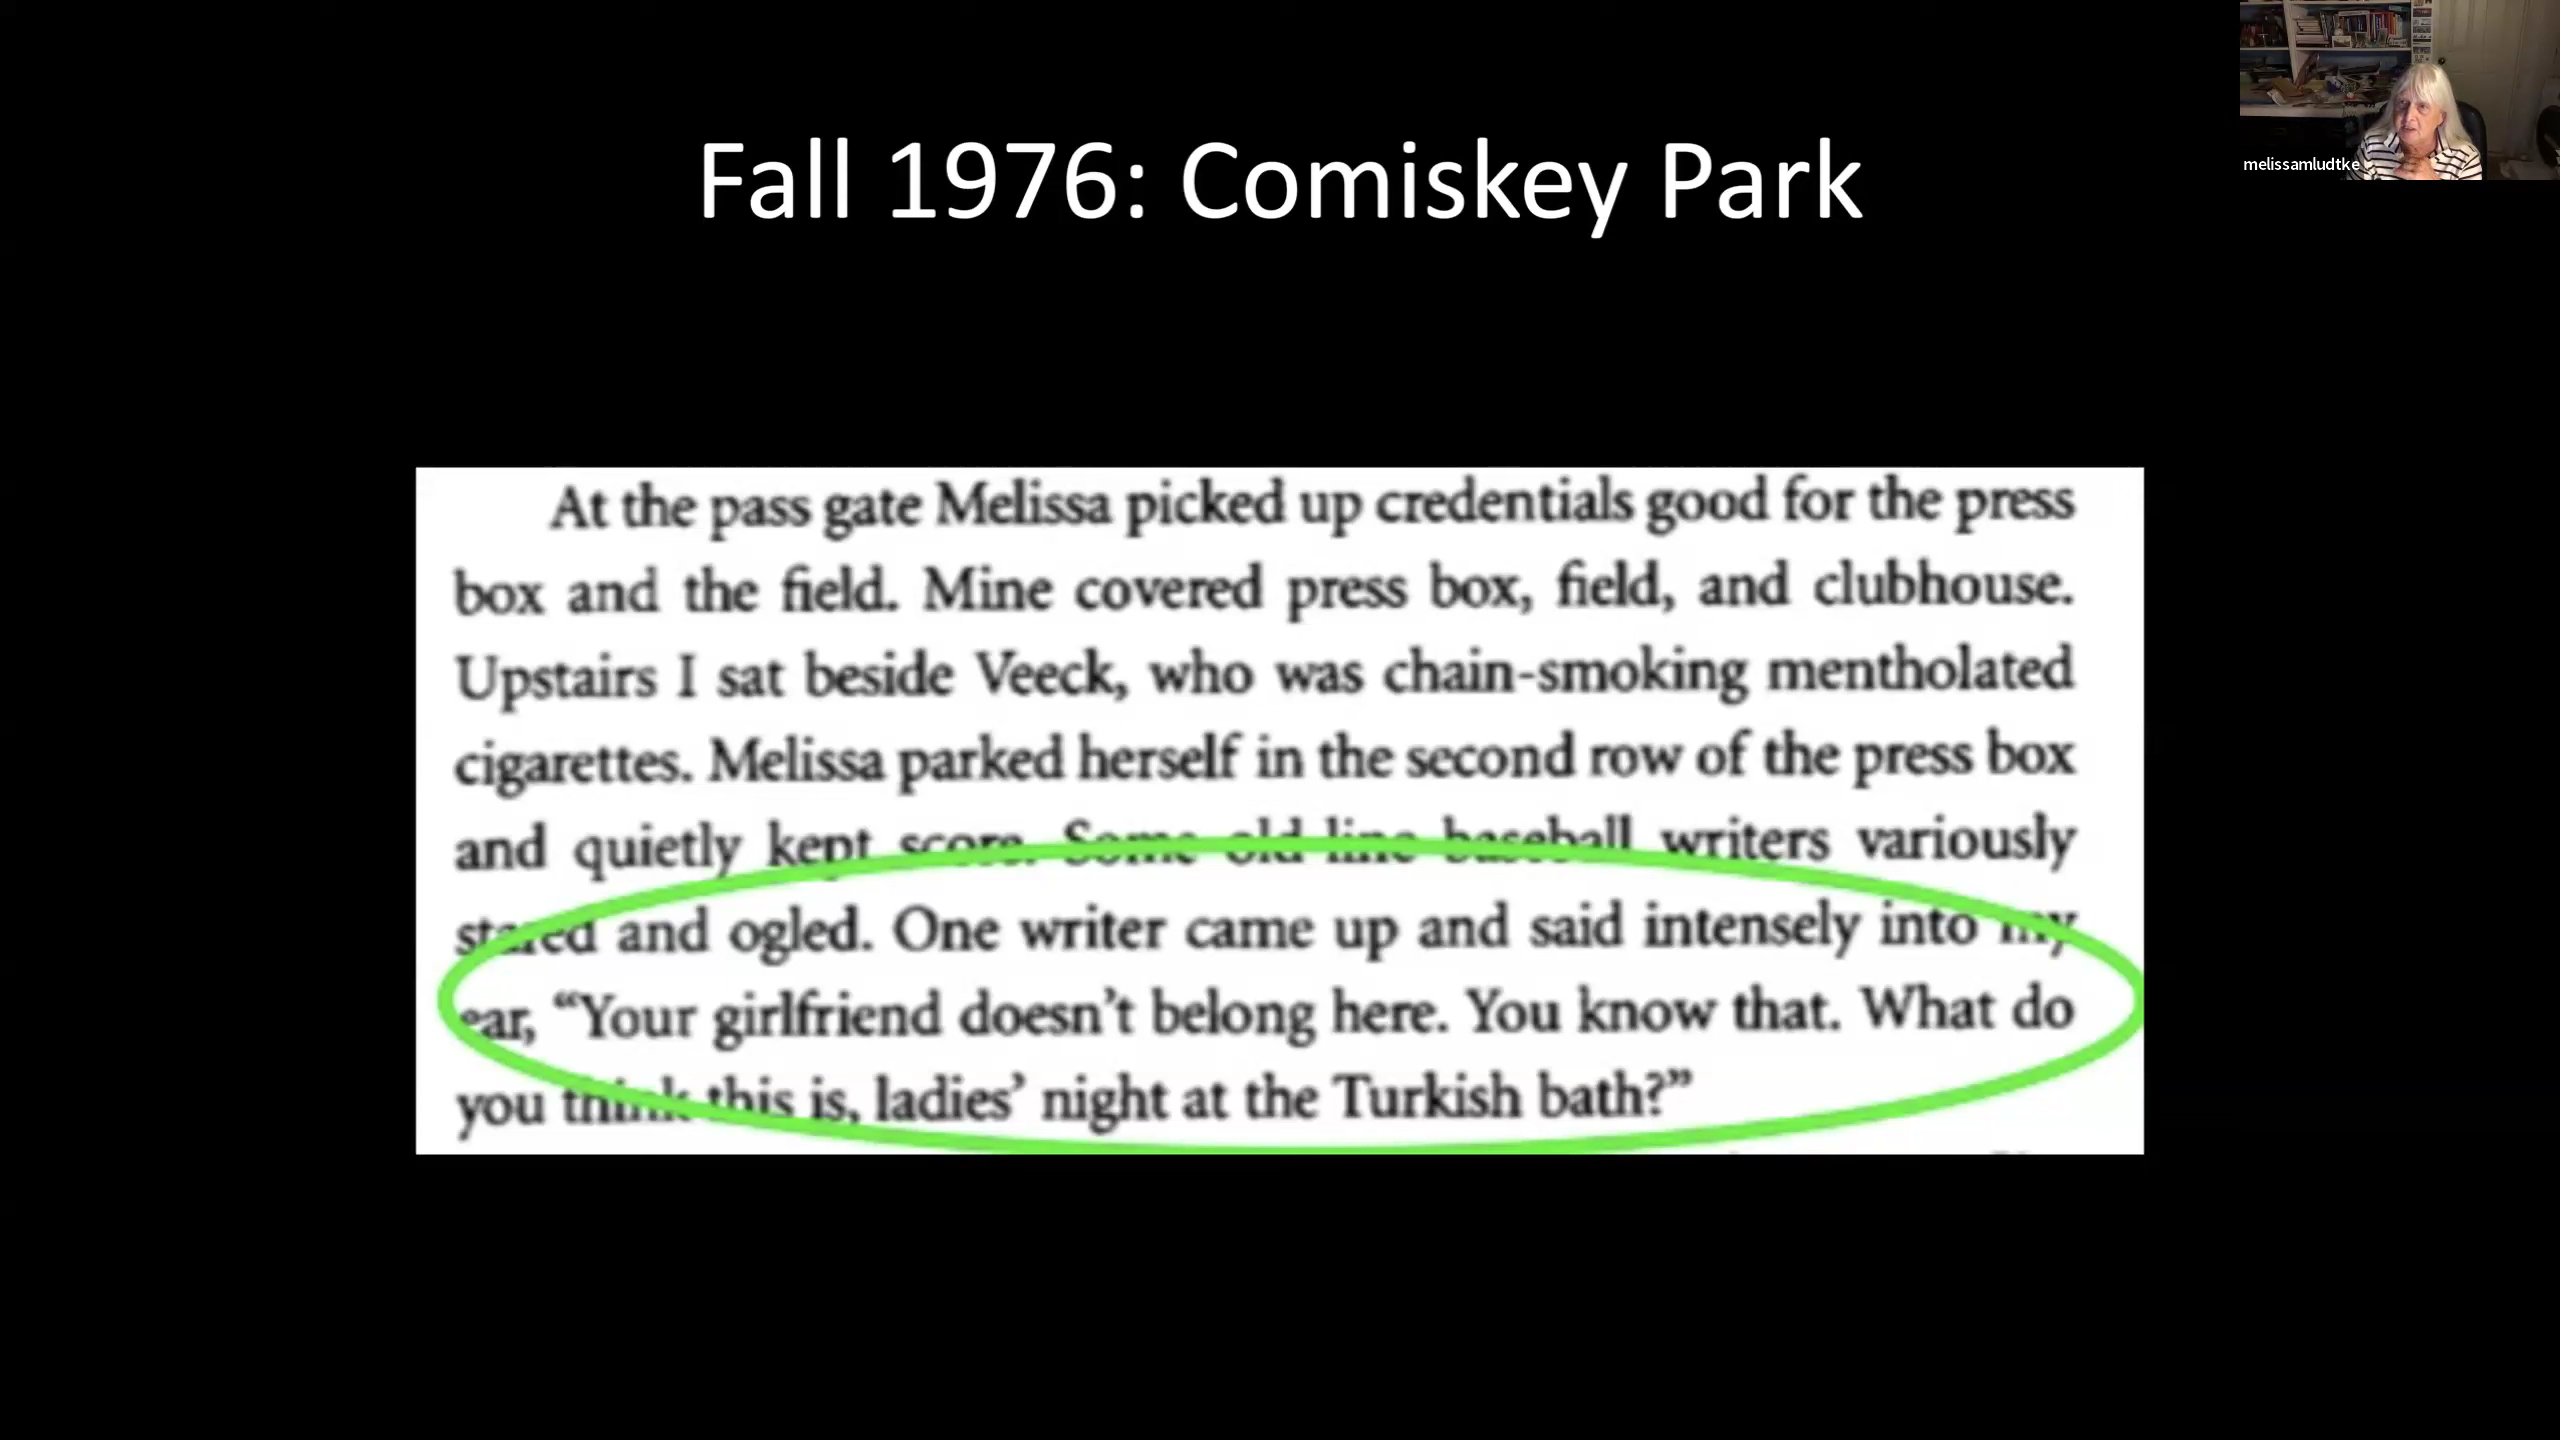 Fall 1976: Comiskey Park
melissamludtke
At the pass gate Melissa picked up credentials good for the press
box and the field. Mine covered press box, field, and clubhouse.
Upstairs I sat beside Veeck, who was chain-smoking mentholated
cigarettes. Melissa parked herself in the second row of the press box
and quietly kept score. Some old line baseball writers variously
stared and ogled. One writer came up and said intensely into my
ear, “Your girlfriend doesn’t belong here. You know that. What do
you think this is, ladies’ night at the Turkish bath?”